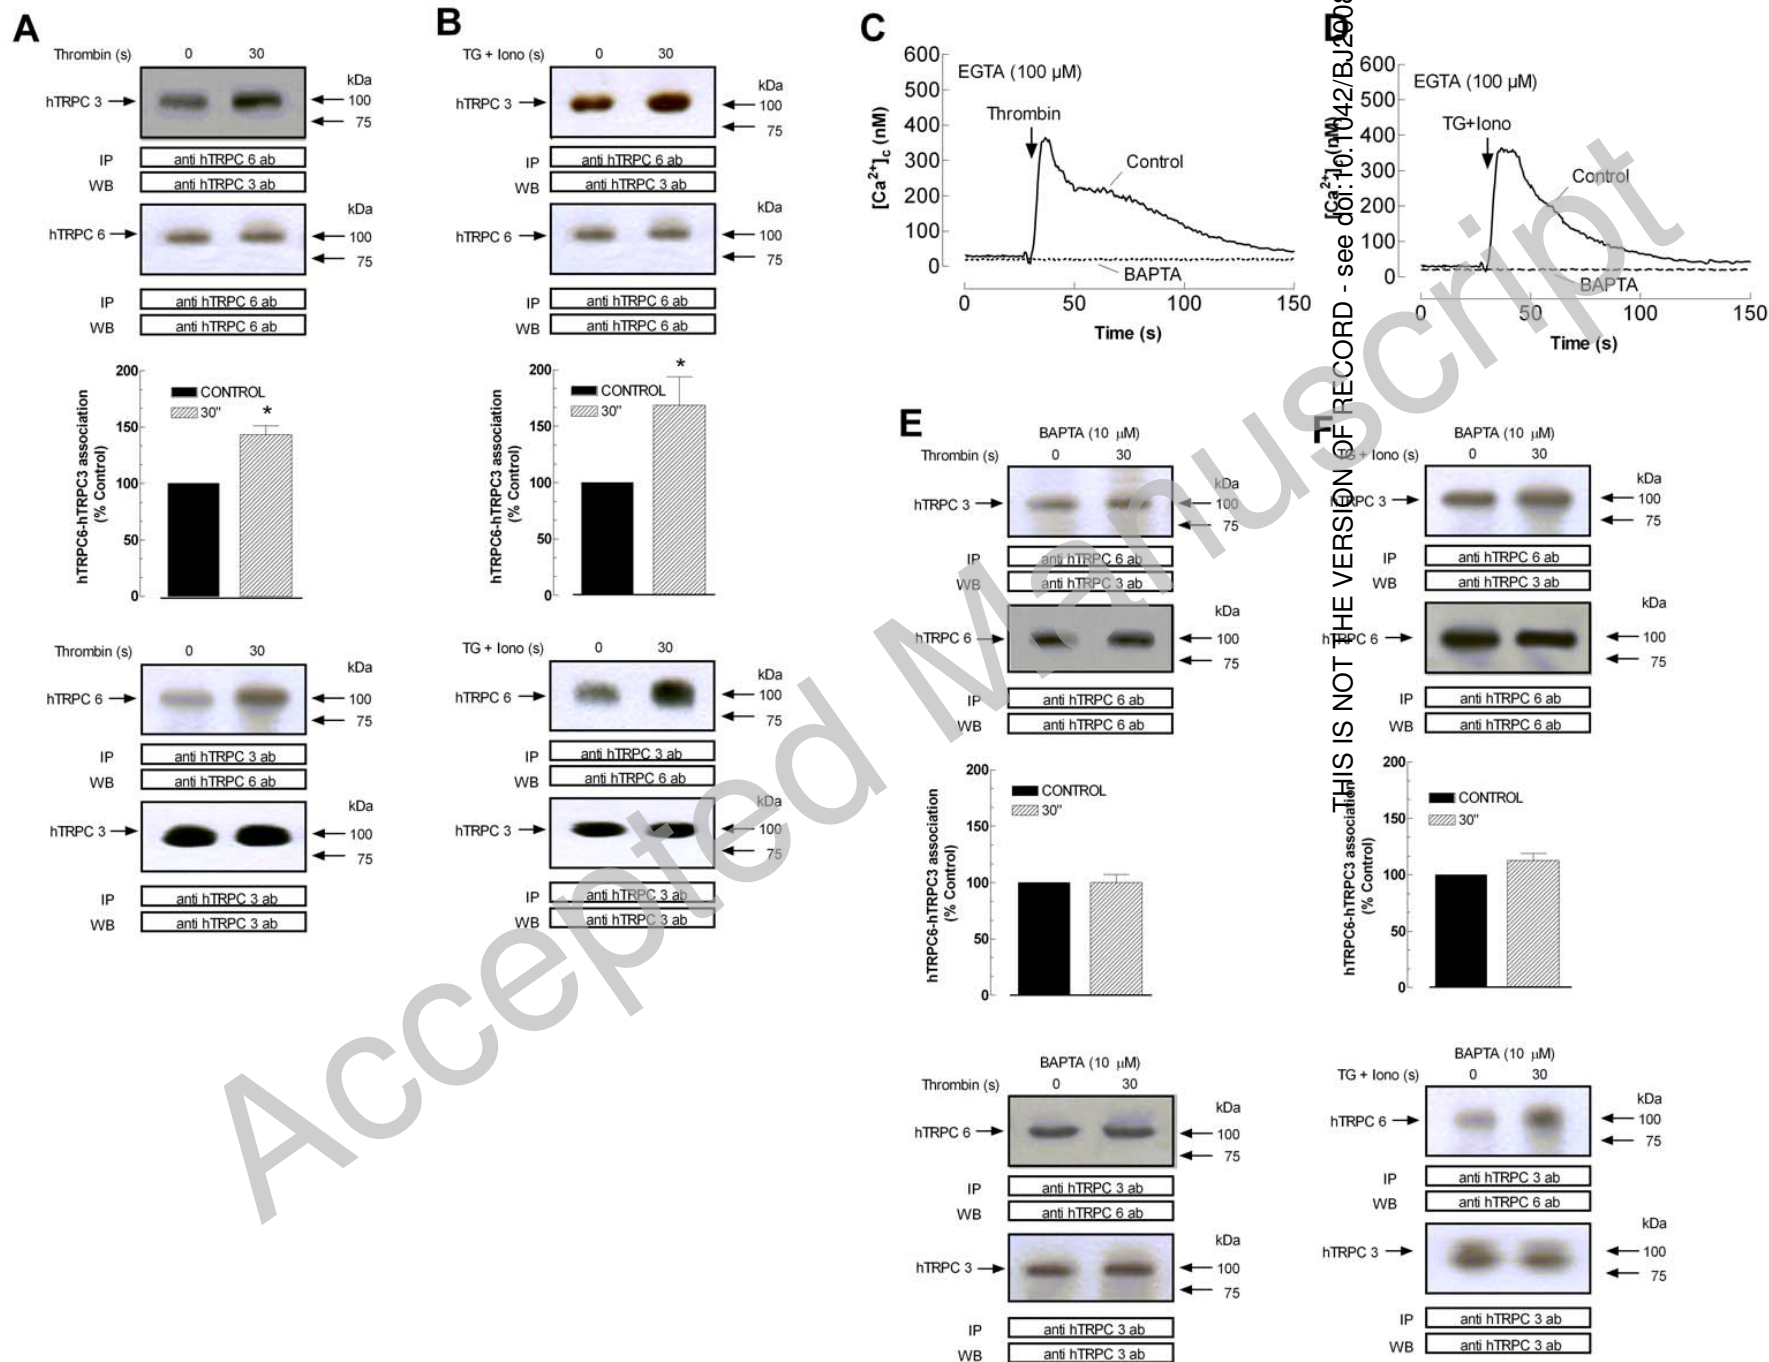 A
Thrombin (s) 0 30
kDa
hTRPC 3 100
75
IP anti hTRPC 6 ab
WB anti hTRPC 3 ab
kDa
hTRPC 6 100
75
IP anti hTRPC 6 ab
WB anti hTRPC 6 ab
hTRPC6-hTRPC3 association
(% Control)
200
150
100
50
0
CONTROL
30"
*
Thrombin (s) 0 30
kDa
hTRPC 6 100
75
IP anti hTRPC 3 ab
WB anti hTRPC 6 ab
kDa
hTRPC 3 100
75
IP anti hTRPC 3 ab
WB anti hTRPC 3 ab
B
TG + Iono (s) 0 30
kDa
hTRPC 3 100
75
IP anti hTRPC 6 ab
WB anti hTRPC 3 ab
kDa
hTRPC 6 100
75
IP anti hTRPC 6 ab
WB anti hTRPC 6 ab
hTRPC6-hTRPC3 association
(% Control)
200
150
100
50
0
CONTROL
30"
*
TG + Iono (s) 0 30
kDa
hTRPC 6 100
75
IP anti hTRPC 3 ab
WB anti hTRPC 6 ab
kDa
hTRPC 3 100
75
IP anti hTRPC 3 ab
WB anti hTRPC 3 ab
C
[Ca2+]c (nM)
600
500
400
300
200
100
0
EGTA (100 µM)
Thrombin
Control
BAPTA
0 50 100 150
Time (s)
D
[Ca2+]c (nM)
600
500
400
300
200
100
0
EGTA (100 µM)
TG+Iono
Control
BAPTA
0 50 100 150
Time (s)
E
BAPTA (10 µM)
Thrombin (s) 0 30
kDa
hTRPC 3 100
75
IP anti hTRPC 6 ab
WB anti hTRPC 3 ab
kDa
hTRPC 6 100
75
IP anti hTRPC 6 ab
WB anti hTRPC 6 ab
hTRPC6-hTRPC3 association
(% Control)
200
150
100
50
0
CONTROL
30"
BAPTA (10 µM)
Thrombin (s) 0 30
kDa
hTRPC 6 100
75
IP anti hTRPC 3 ab
WB anti hTRPC 6 ab
kDa
hTRPC 3 100
75
IP anti hTRPC 3 ab
WB anti hTRPC 3 ab
F
BAPTA (10 µM)
TG + Iono (s) 0 30
kDa
hTRPC 3 100
75
IP anti hTRPC 6 ab
WB anti hTRPC 3 ab
kDa
hTRPC 6 100
75
IP anti hTRPC 6 ab
WB anti hTRPC 6 ab
hTRPC6-hTRPC3 association
(% Control)
200
150
100
50
0
CONTROL
30"
BAPTA (10 µM)
TG + Iono (s) 0 30
kDa
hTRPC 6 100
75
IP anti hTRPC 3 ab
WB anti hTRPC 6 ab
kDa
hTRPC 3 100
75
IP anti hTRPC 3 ab
WB anti hTRPC 3 ab
THIS IS NOT THE VERSION OF RECORD - see doi:10.1042/BJ2008
Accepted Manuscript